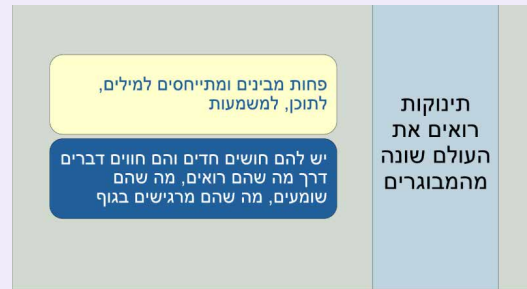 תינוקות
רואים את
העולם שונה
מהמבוגרים
פחות מבינים ומתייחסים למילים,
לתוכן, למשמעות
יש להם חושים חדים והם חווים דברים
דרך מה שהם רואים, מה שהם
שומעים, מה שהם מרגישים בגוף